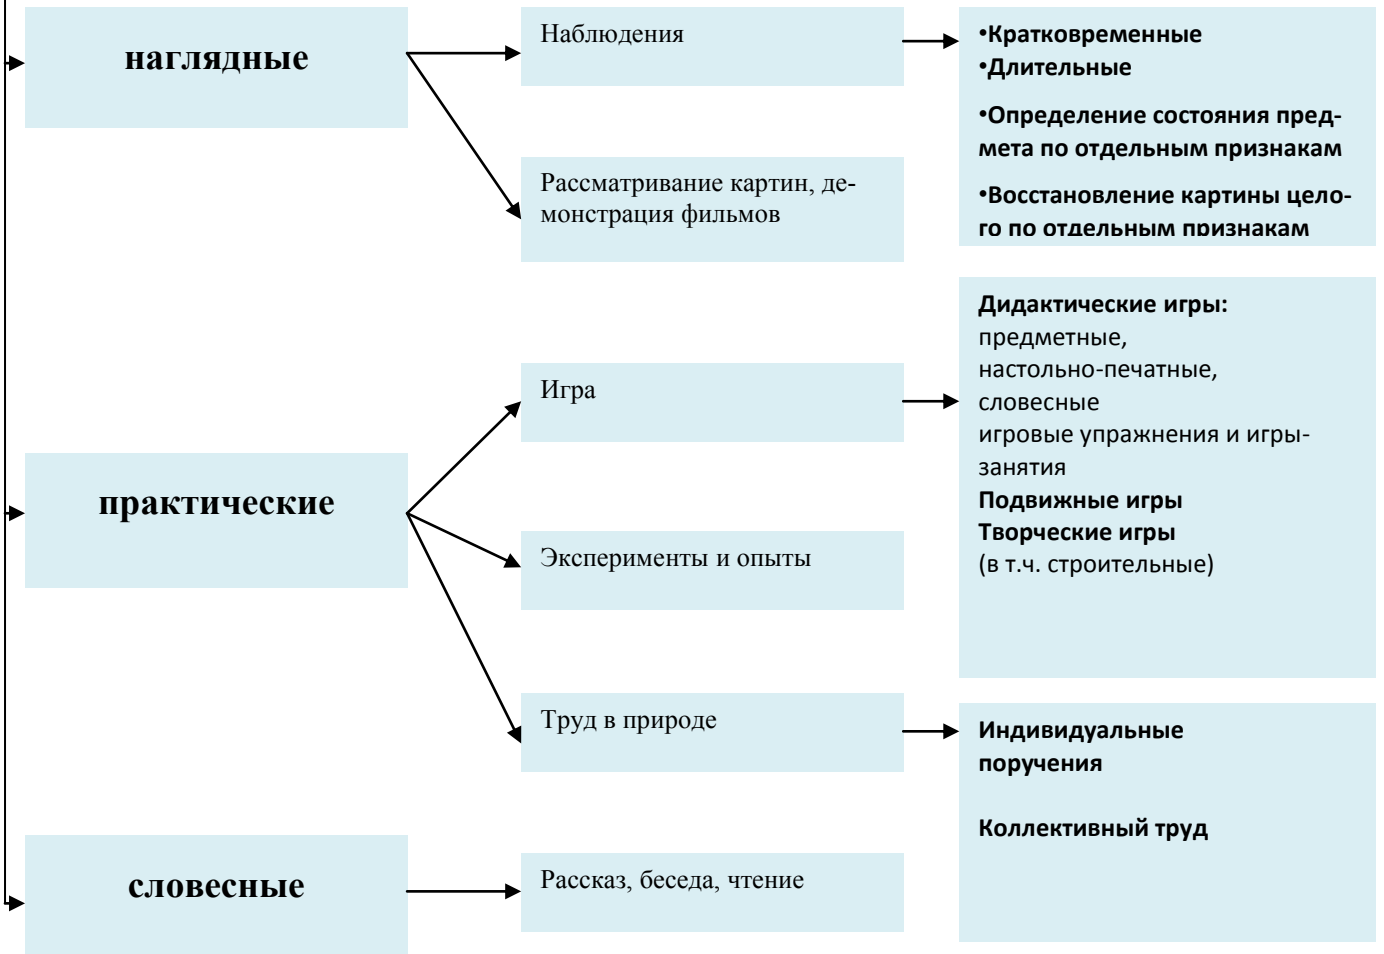 наглядные
Наблюдения
•Кратковременные
•Длительные
•Определение состояния пред-
мета по отдельным признакам
•Восстановление картины цело-
го по отдельным признакам
Рассматривание картин, де-
монстрация фильмов
практические
Игра
Дидактические игры:
предметные,
настольно-печатные,
словесные
игровые упражнения и игры-
занятия
Подвижные игры
Творческие игры
(в т.ч. строительные)
Эксперименты и опыты
Труд в природе
Индивидуальные
поручения
Коллективный труд
словесные
Рассказ, беседа, чтение